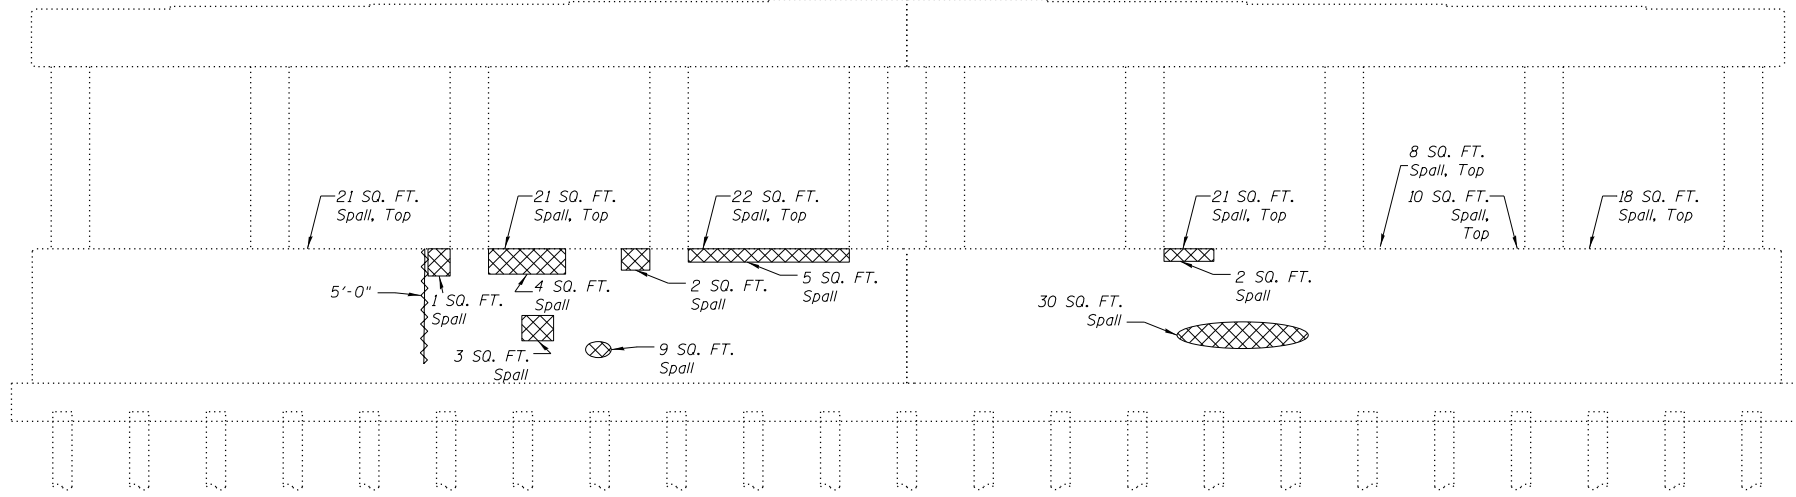 8 SQ. FT.
Spall, Top
21 SQ. FT.
Spall, Top
21 SQ. FT.
Spall, Top
22 SQ. FT.
Spall, Top
21 SQ. FT.
Spall, Top
10 SQ. FT.
Spall,
Top
18 SQ. FT.
Spall, Top
5'-0"
1 SQ. FT.
Spall
4 SQ. FT.
Spall
2 SQ. FT.
Spall
5 SQ. FT.
Spall
2 SQ. FT.
Spall
30 SQ. FT.
Spall
3 SQ. FT.
Spall
9 SQ. FT.
Spall